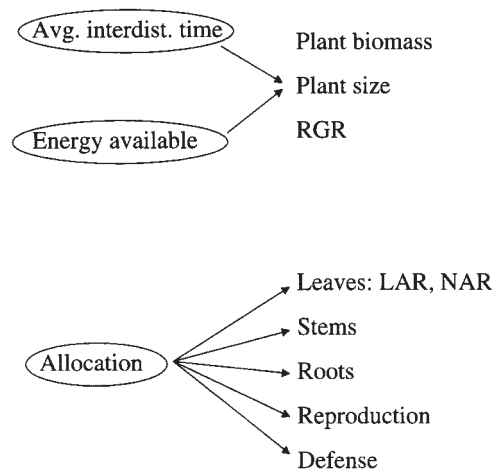 Avg. interdist. time
Plant biomass
Plant size
Energy available
RGR
Leaves: LAR, NAR
Stems
Allocation
Roots
Reproduction
Defense